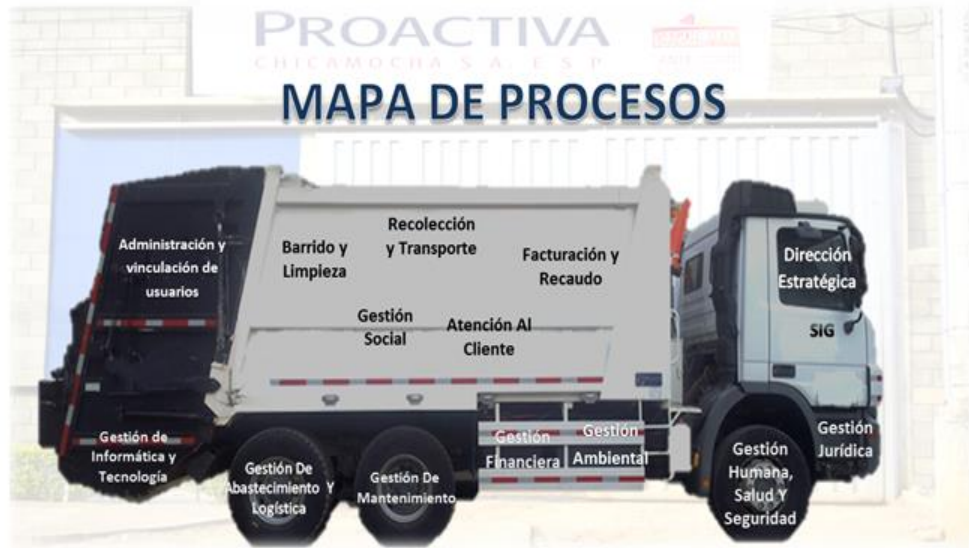 PROACTIVA
CHICAMOCHA S.A. E.S.P
MAPA DE PROCESOS
Administración y
vinculación de
usuarios
Barrido y
Limpieza
Recolección
y Transporte
Facturación y
Recaudo
Gestión
Social
Atención Al
Cliente
Dirección
Estratégica
SIG
Gestión de
Informática y
Tecnología
Gestión De
Abastecimiento Y
Logística
Gestión De
Mantenimiento
Gestión
Financiera
Gestión
Ambiental
Gestión
Humana,
Salud Y
Seguridad
Gestión
Jurídica